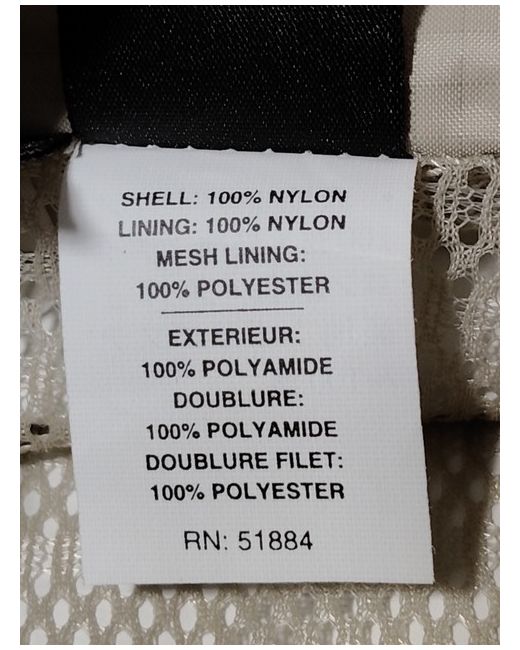 SHELL: 100% NYLON
LINING: 100% NYLON
MESH LINING:
100% POLYESTER
EXTERIEUR:
100% POLYAMIDE
DOUBLURE:
100% POLYAMIDE
DOUBLURE FILET:
100% POLYESTER
RN: 51884